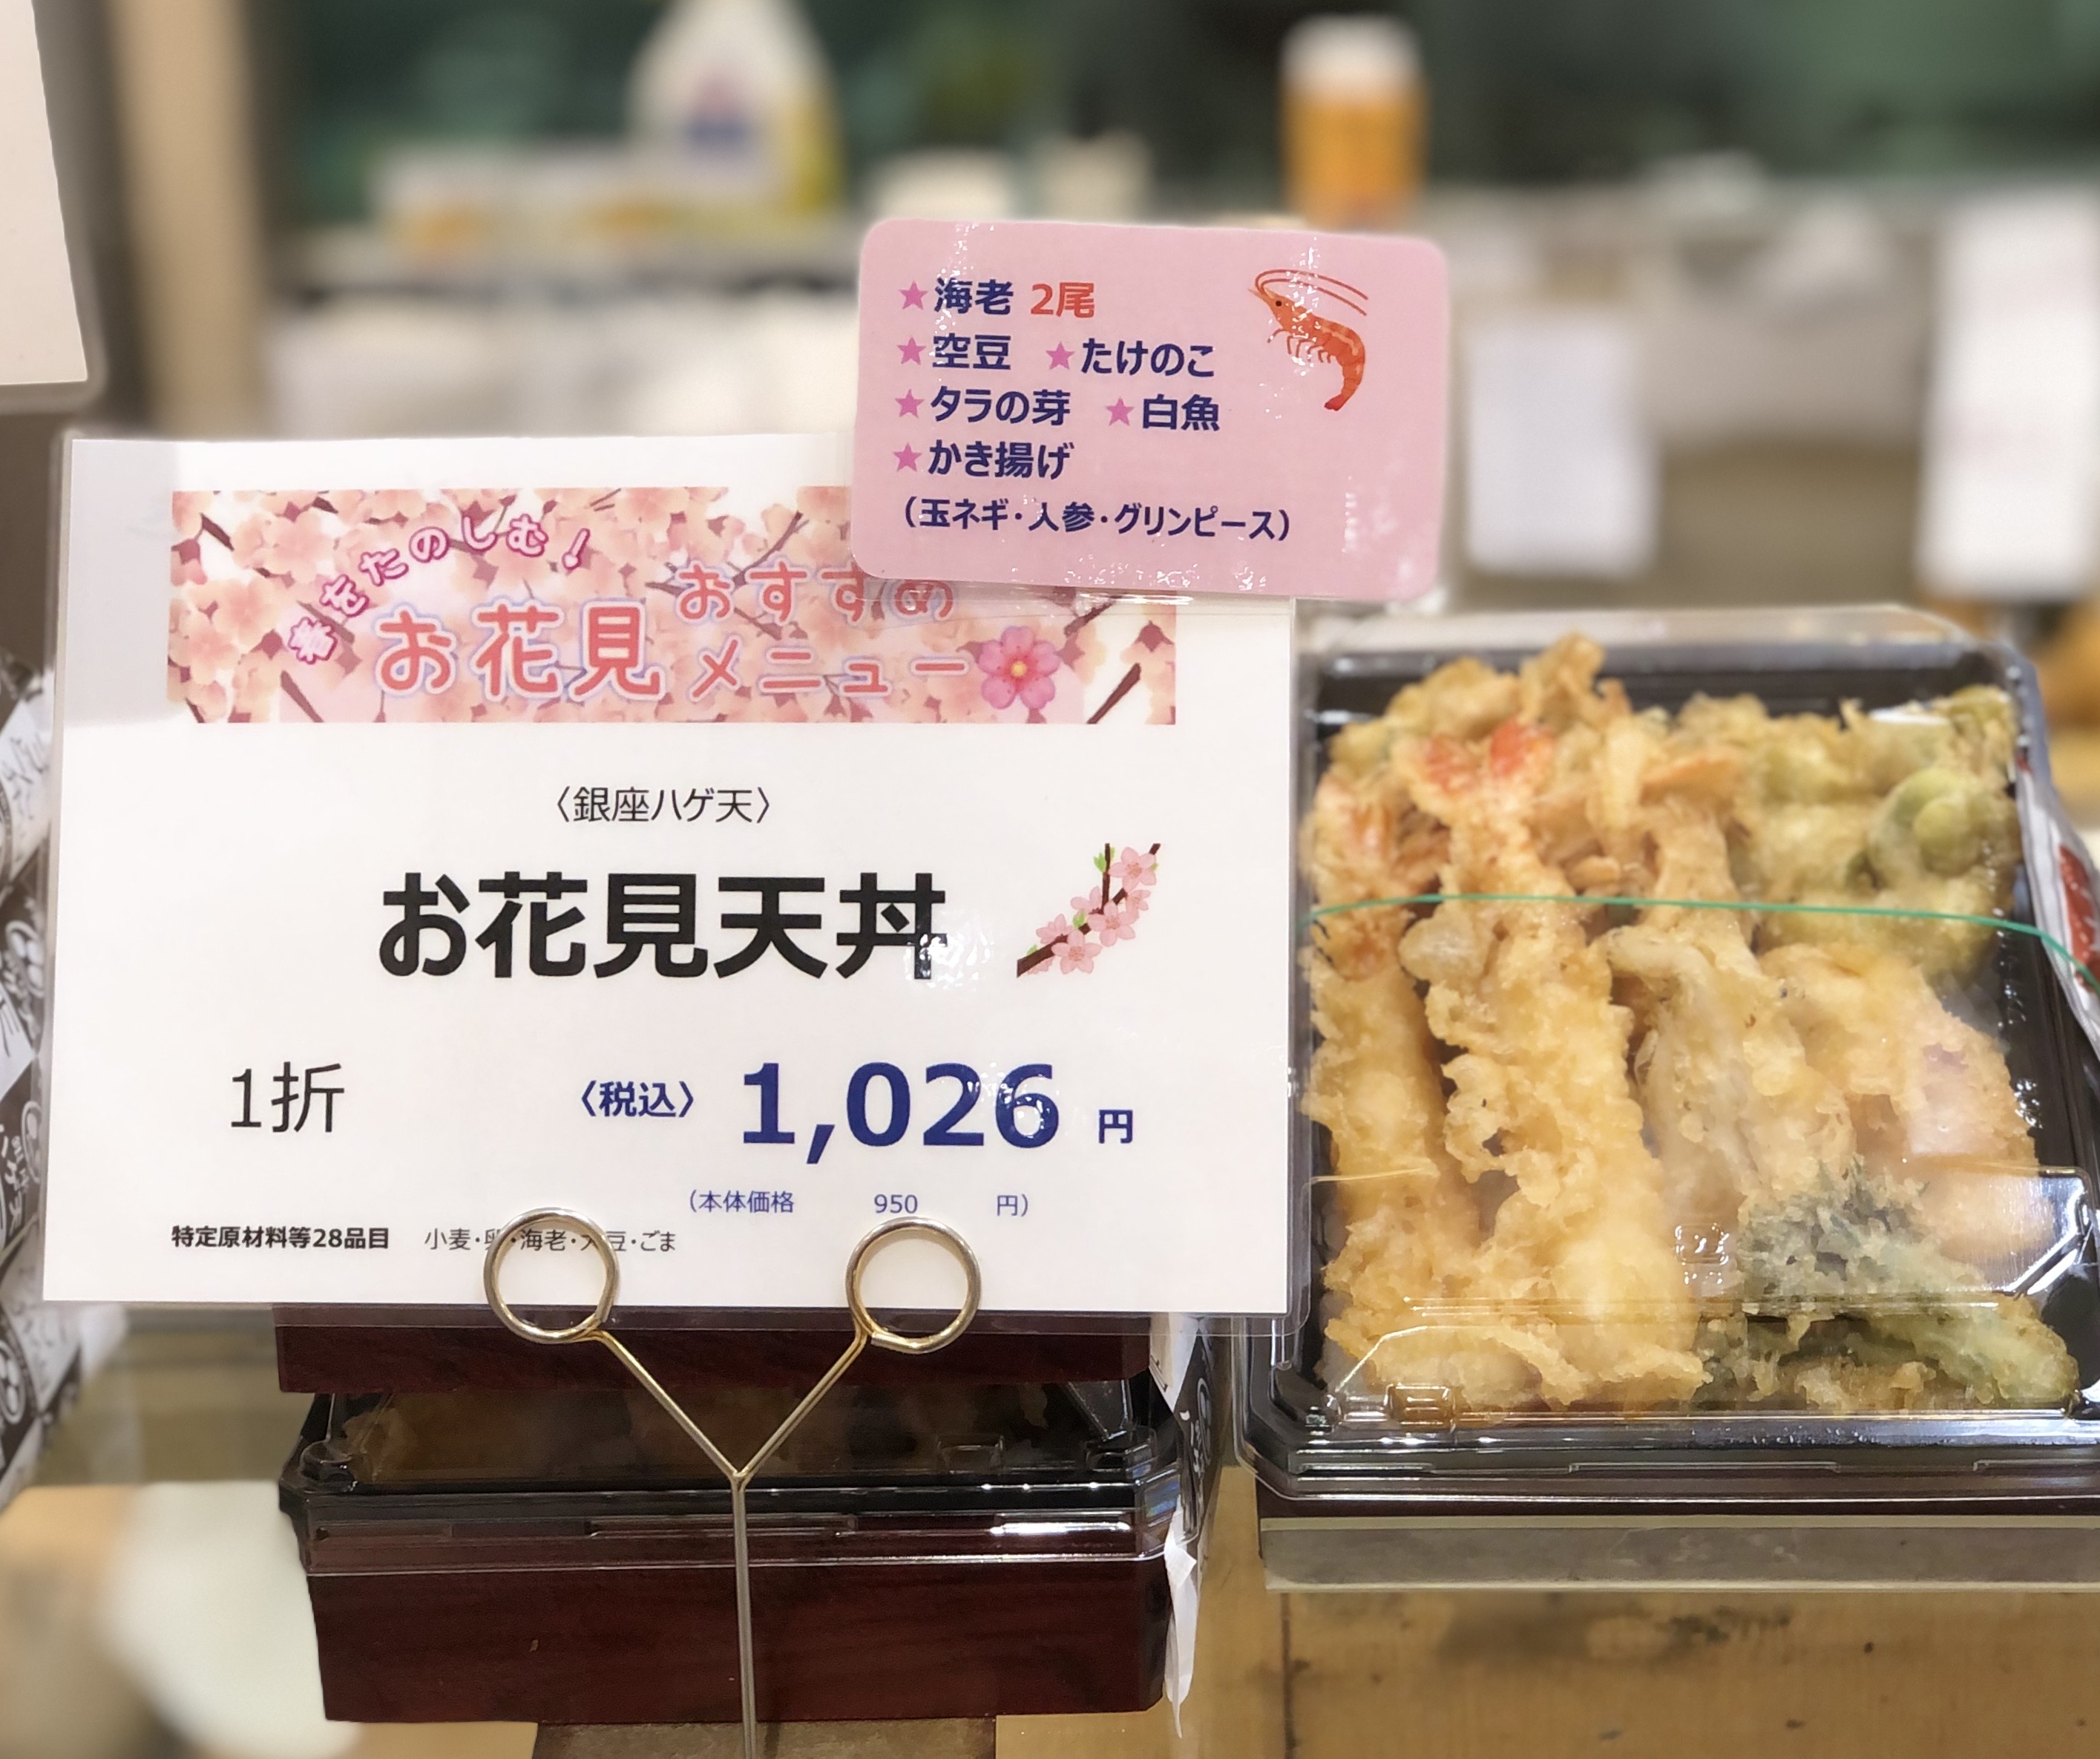 ★海老 2尾
★空豆 ★たけのこ
★タラの芽 ★白魚
★かき揚げ
（玉ネギ・人参・グリンピース）
春をたのしむ！
お花見 おすすめ
メニュー
〈銀座ハゲ天〉
お花見天丼
1折 〈税込〉 1,026 円
（本体価格 950 円）
特定原材料等28品目 小麦・卵・海老・大豆・ごま